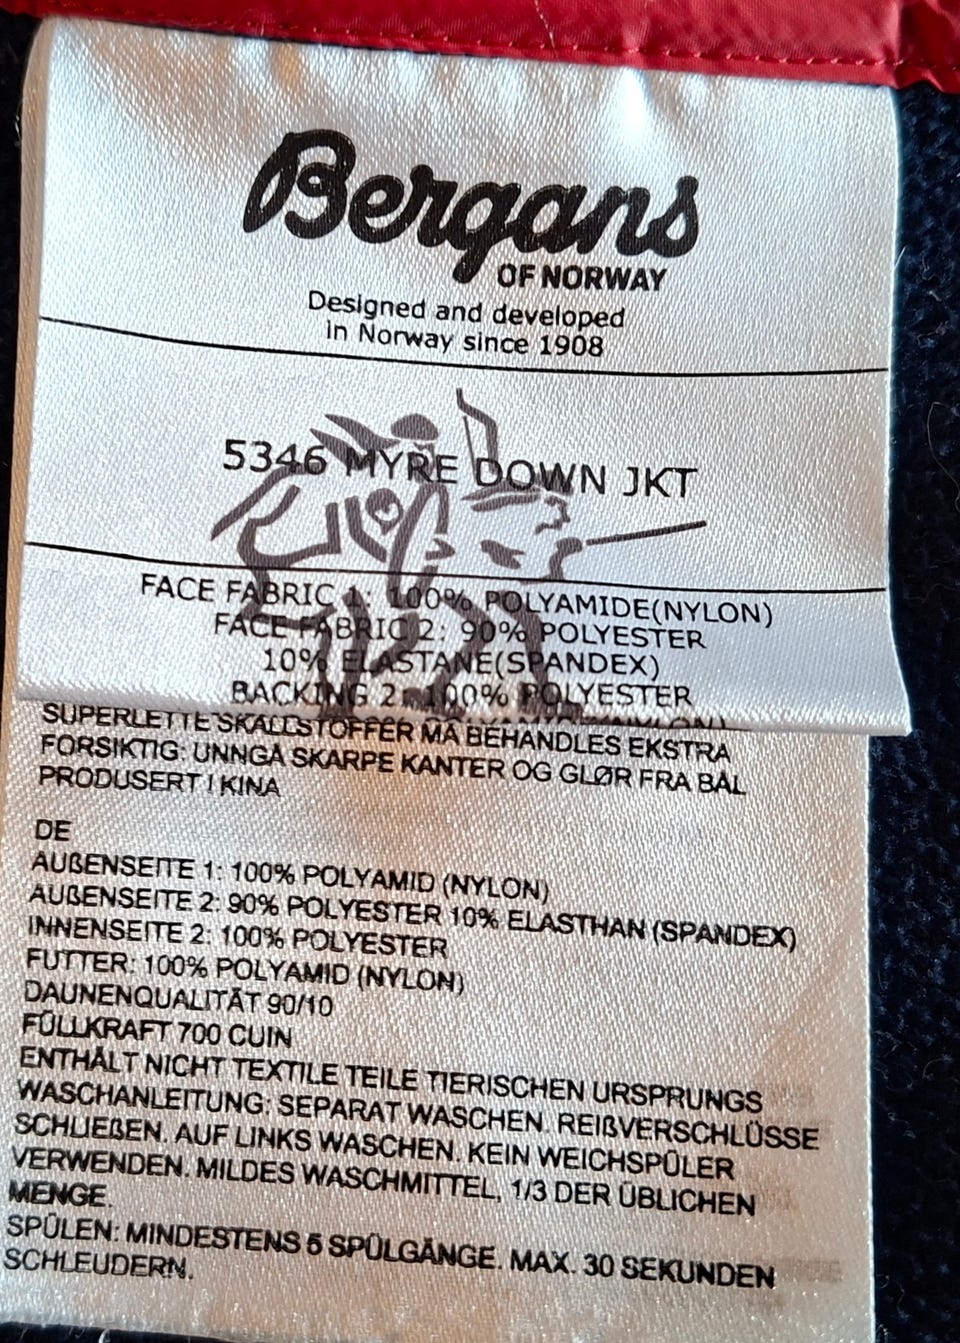 Bergans
OF NORWAY
Designed and developed
in Norway since 1908
5346 MYRE DOWN JKT
FACE FABRIC 1: 100% POLYAMIDE(NYLON)
FACE FABRIC 2: 90% POLYESTER
10% ELASTANE(SPANDEX)
BACKING 2: 100% POLYESTER
SUPERLETTE SKALLSTOFFER MÅ BEHANDLES EKSTRA
FORSIKTIG: UNNGÅ SKARPE KANTER OG GLØR FRA BÅL
PRODUSERT I KINA
DE
AUßENSEITE 1: 100% POLYAMID (NYLON)
AUßENSEITE 2: 90% POLYESTER 10% ELASTHAN (SPANDEX)
INNENSEITE 2: 100% POLYESTER
FUTTER: 100% POLYAMID (NYLON)
DAUNENQUALITÄT 90/10
FÜLLKRAFT 700 CUIN
ENTHÄLT NICHT TEXTILE TEILE TIERISCHEN URSPRUNGS
WASCHANLEITUNG: SEPARAT WASCHEN. REIßVERSCHLÜSSE
SCHLIEßEN. AUF LINKS WASCHEN. KEIN WEICHSPÜLER
VERWENDEN. MILDES WASCHMITTEL, 1/3 DER ÜBLICHEN
MENGE.
SPÜLEN: MINDESTENS 5 SPÜLGÄNGE. MAX. 30 SEKUNDEN
SCHLEUDERN.